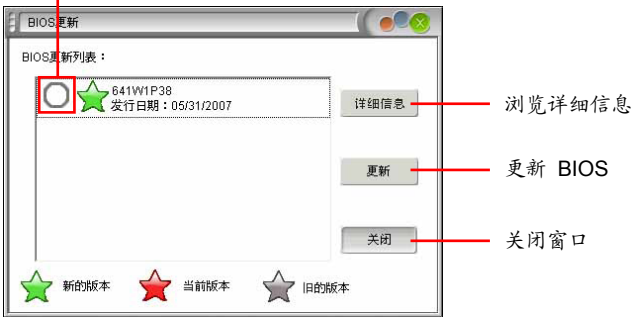 BIOS更新
BIOS更新列表：
641W1P38
发行日期：05/31/2007
详细信息
浏览详细信息
更新
更新 BIOS
关闭
关闭窗口
新的版本
当前版本
旧的版本